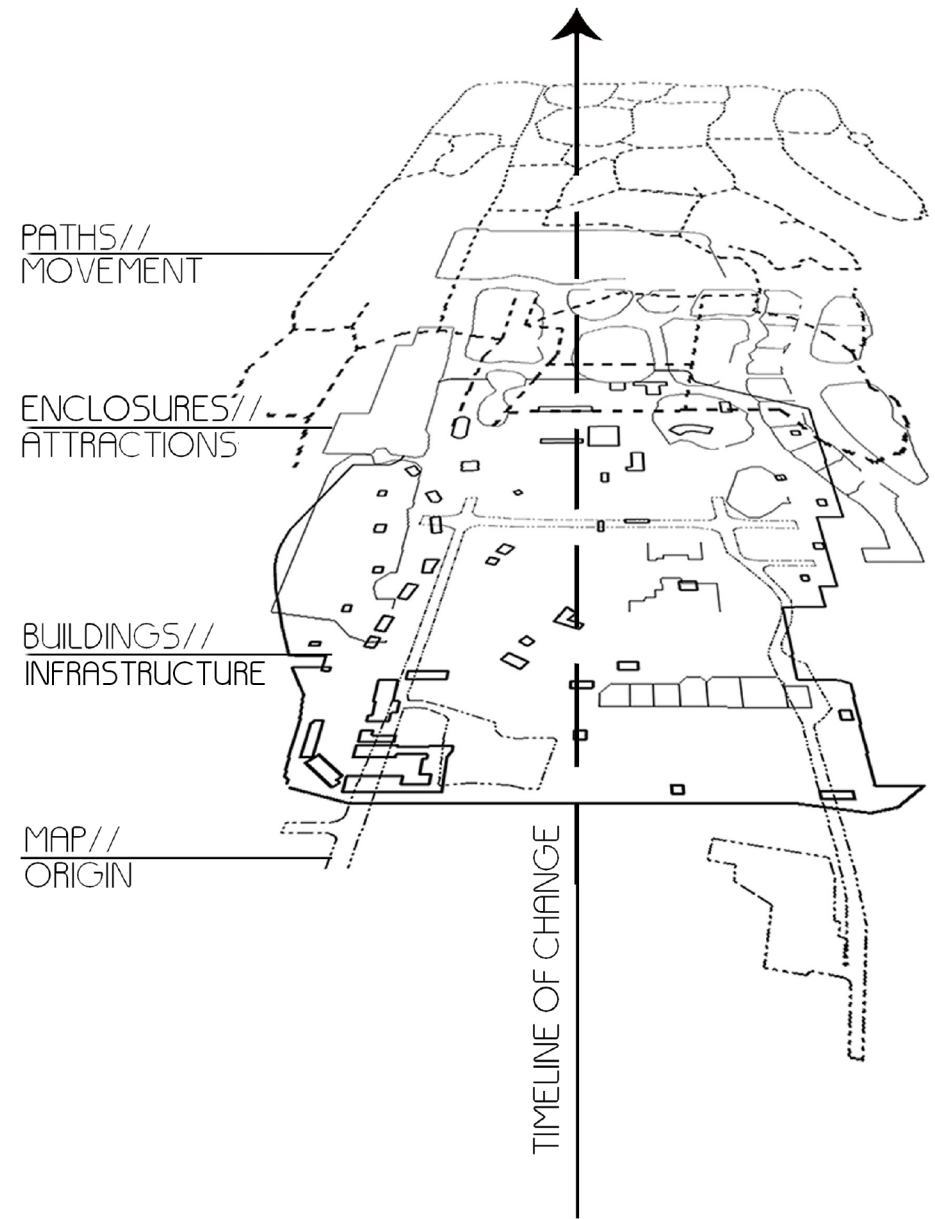 PATHS//
MOVEMENT
ENCLOSURES//
ATTRACTIONS
BUILDINGS//
INFRASTRUCTURE
MAP//
ORIGIN
TIMELINE OF CHANGE